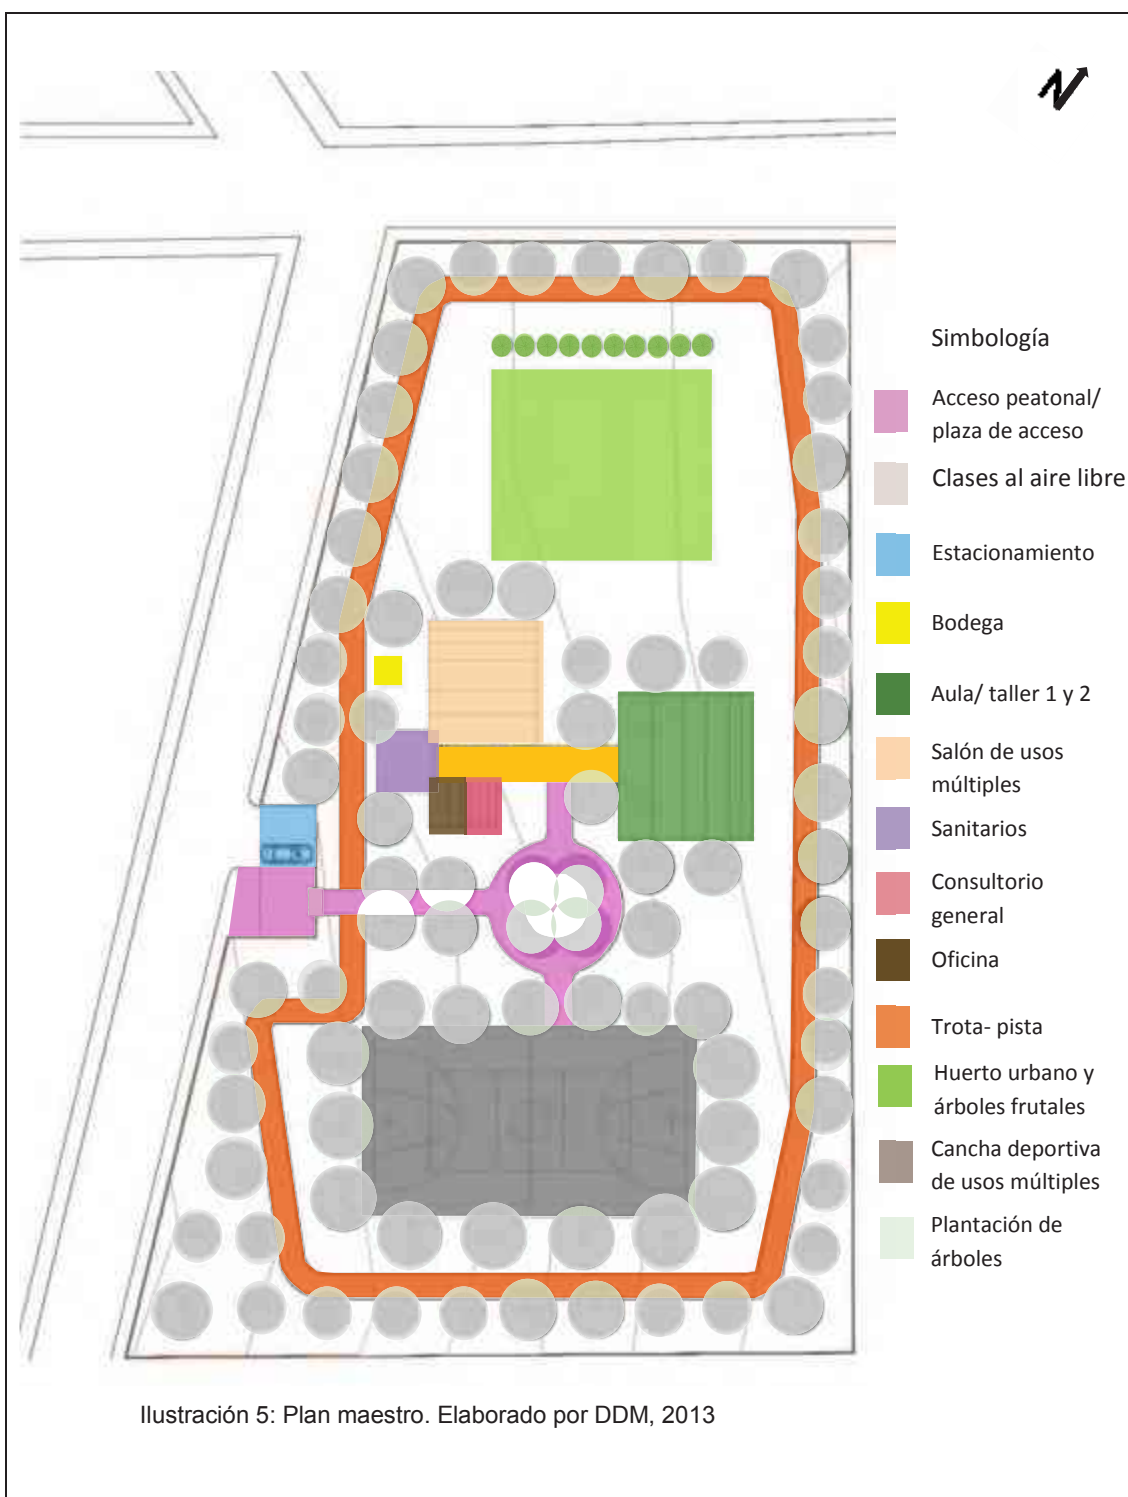 N
Simbología
Acceso peatonal/
plaza de acceso
Clases al aire libre
Estacionamiento
Bodega
Aula/ taller 1 y 2
Salón de usos
múltiples
Sanitarios
Consultorio
general
Oficina
Trota- pista
Huerto urbano y
árboles frutales
Cancha deportiva
de usos múltiples
Plantación de
árboles
Ilustración 5: Plan maestro. Elaborado por DDM, 2013